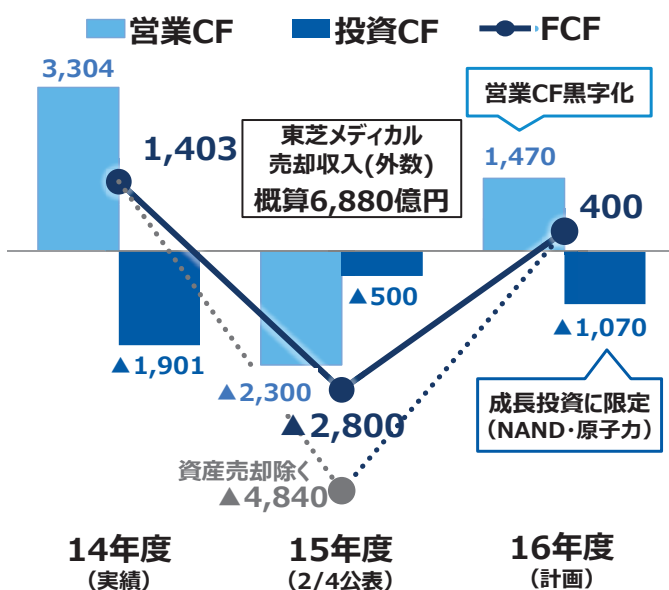 営業CF 投資CF FCF
3,304
営業CF黒字化
東芝メディカル
売却収入(外数)
概算6,880億円
1,403
1,470
400
▲500
▲1,901
▲1,070
▲2,300
▲2,800
成長投資に限定
(NAND・原子力)
資産売却除く
▲4,840
14年度 15年度 16年度
(実績) (2/4公表) (計画)